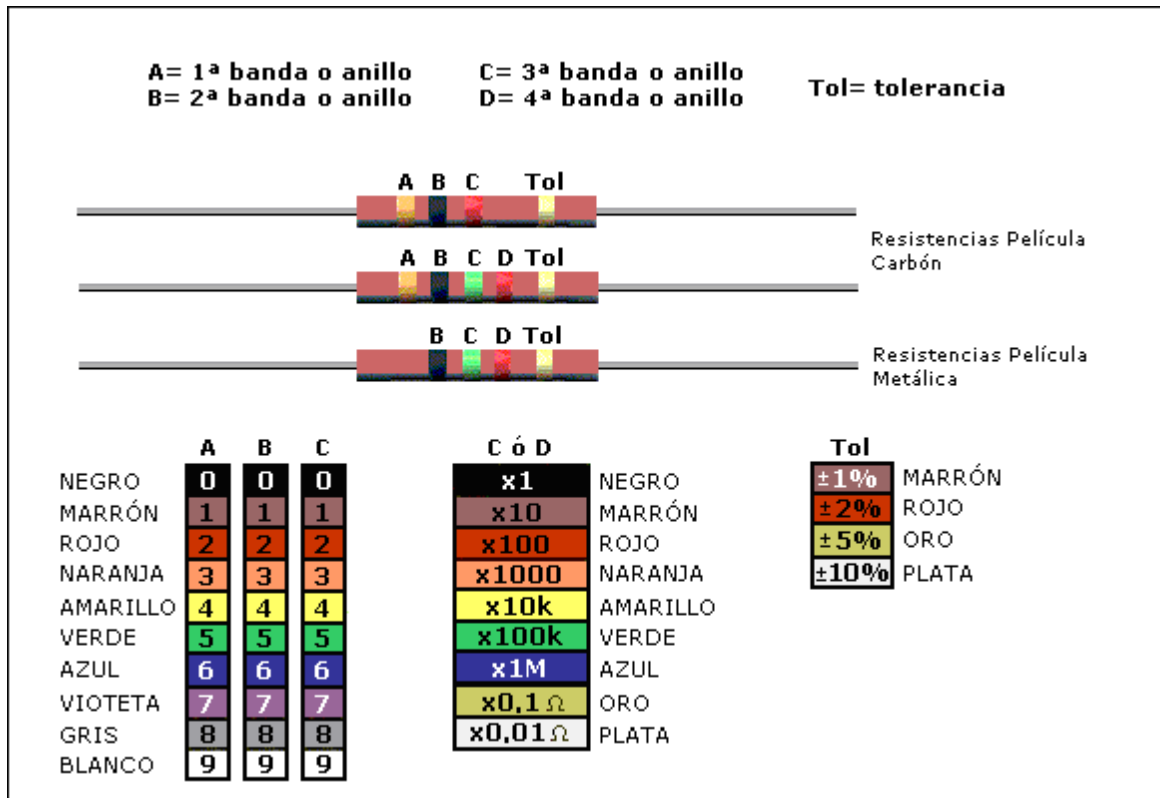 A= 1ª banda o anillo C= 3ª banda o anillo
B= 2ª banda o anillo D= 4ª banda o anillo
Tol= tolerancia
A B C Tol
Resistencias Película
Carbón
A B C D Tol
B C D Tol
Resistencias Película
Metálica
A B C
NEGRO 0 0 0
MARRÓN 1 1 1
ROJO 2 2 2
NARANJA 3 3 3
AMARILLO 4 4 4
VERDE 5 5 5
AZUL 6 6 6
VIOTETA 7 7 7
GRIS 8 8 8
BLANCO 9 9 9
C ó D
x1 NEGRO
x10 MARRÓN
x100 ROJO
x1000 NARANJA
x10k AMARILLO
x100k VERDE
x1M AZUL
x0,1 Ω ORO
x0,01 Ω PLATA
Tol
±1% MARRÓN
±2% ROJO
±5% ORO
±10% PLATA